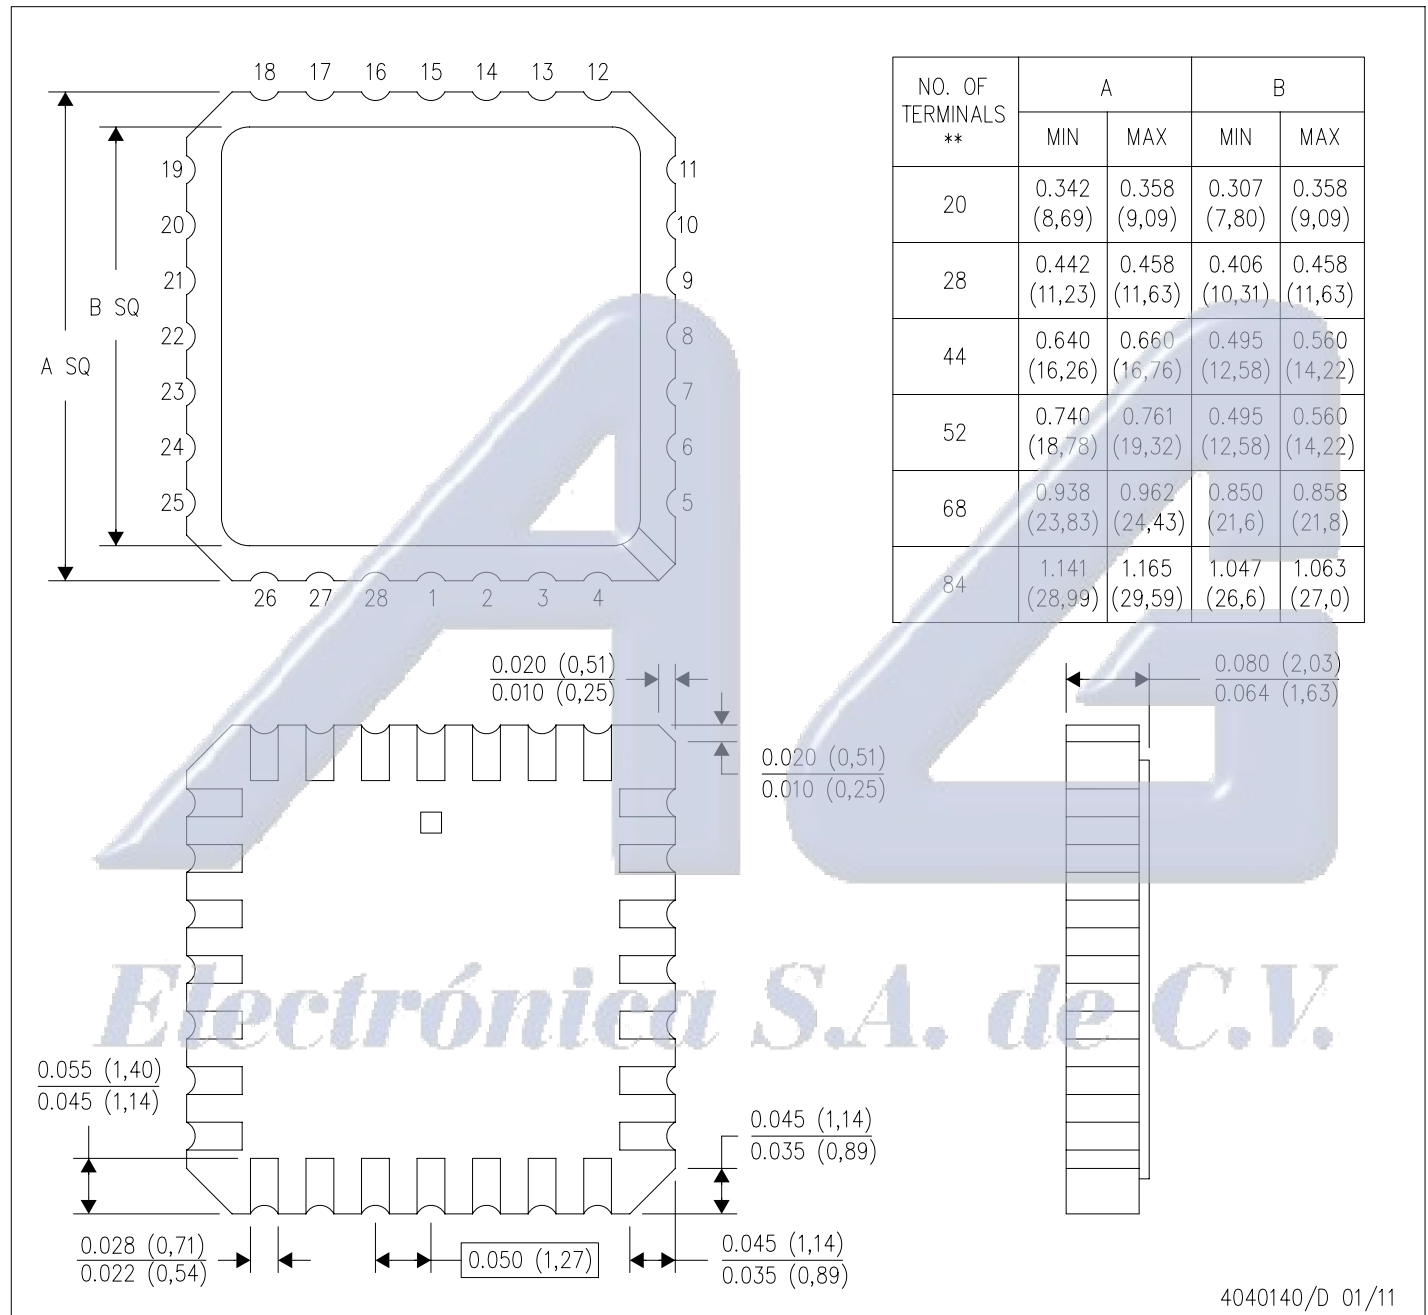 18 17 16 15 14 13 12
19
20
21
22
23
24
25
11
10
9
8
7
6
5
26 27 28 1 2 3 4
B SQ
A SQ
NO. OF
TERMINALS
**
A
B
MIN MAX MIN MAX
20
0.342 0.358 0.307 0.358
(8,69) (9,09) (7,80) (9,09)
28
0.442 0.458 0.406 0.458
(11,23) (11,63) (10,31) (11,63)
44
0.640 0.660 0.495 0.560
(16,26) (16,76) (12,58) (14,22)
52
0.740 0.761 0.495 0.560
(18,78) (19,32) (12,58) (14,22)
68
0.938 0.962 0.850 0.858
(23,83) (24,43) (21,6) (21,8)
84
1.141 1.165 1.047 1.063
(28,99) (29,59) (26,6) (27,0)
0.020 (0,51)
0.010 (0,25)
0.080 (2,03)
0.064 (1,63)
0.020 (0,51)
0.010 (0,25)
AG
Electrónica S.A. de C.V.
0.055 (1,40)
0.045 (1,14)
0.045 (1,14)
0.035 (0,89)
0.028 (0,71)
0.022 (0,54)
0.050 (1,27)
0.045 (1,14)
0.035 (0,89)
4040140/D 01/11